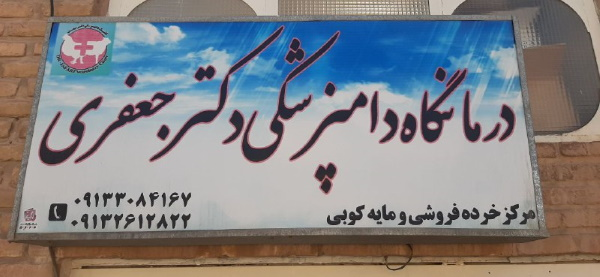 درمانگاه دامپزشکی دکتر جعفری
مرکز خرده فروشی و مایه کوبی
۰۹۱۳۳۰۸۴۱۶۷
۰۹۱۳۲۶۱۲۸۲۲